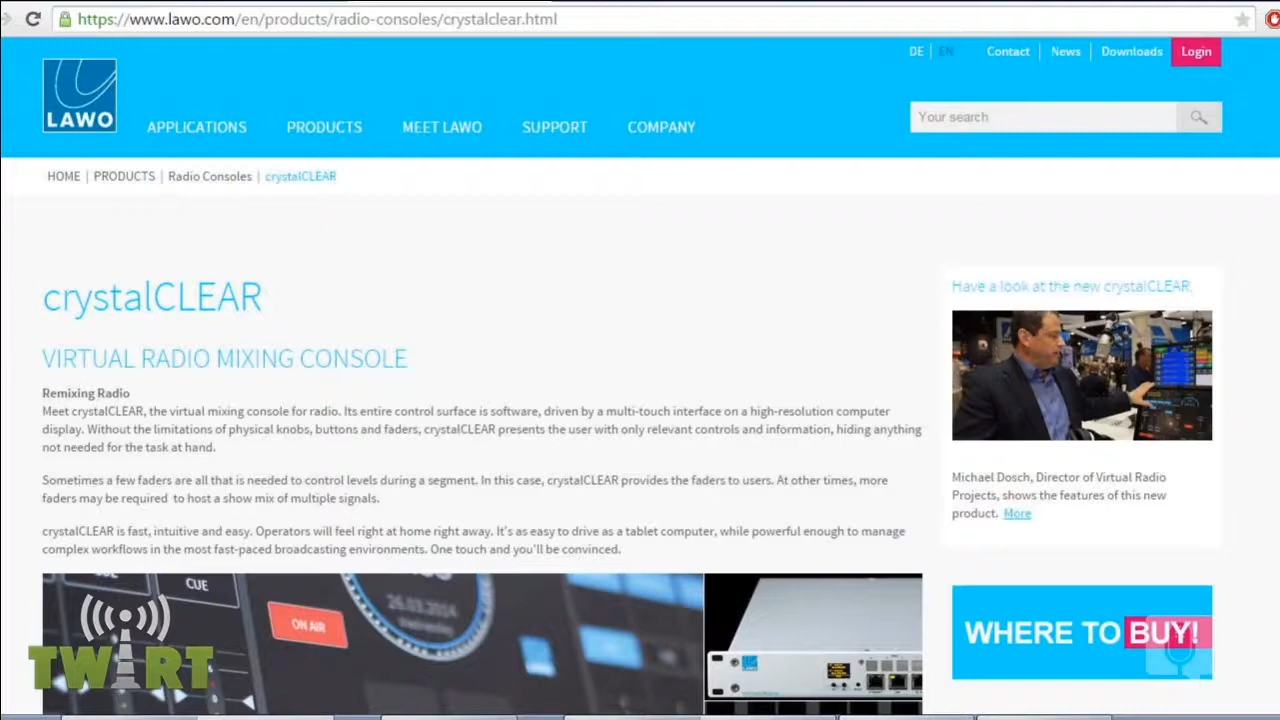 https://www.lawo.com/en/products/radio-consoles/crystalclear.html
DE | EN Contact | News | Downloads Login
LAWO
APPLICATIONS PRODUCTS MEET LAWO SUPPORT COMPANY
Your search
HOME | PRODUCTS | Radio Consoles | crystalCLEAR
crystalCLEAR
VIRTUAL RADIO MIXING CONSOLE
Remixing Radio
Meet crystalCLEAR, the virtual mixing console for radio. Its entire control surface is software, driven by a multi-touch interface on a high-resolution computer
display. Without the limitations of physical knobs, buttons and faders, crystalCLEAR presents the user with only relevant controls and information, hiding anything
not needed for the task at hand.
Sometimes a few faders are all that is needed to control levels during a segment. In this case, crystalCLEAR provides the faders to users. At other times, more
faders may be required to host a show mix of multiple signals.
crystalCLEAR is fast, intuitive and easy. Operators will feel right at home right away. It's as easy to drive as a tablet computer, while powerful enough to manage
complex workflows in the most fast-paced broadcasting environments. One touch and you'll be convinced.
Have a look at the new crystalCLEAR.
Michael Dosch, Director of Virtual Radio
Projects, shows the features of this new
product. More
WHERE TO BUY!
CUE
ON AIR
26.03.2014
LAWO
TWiRT